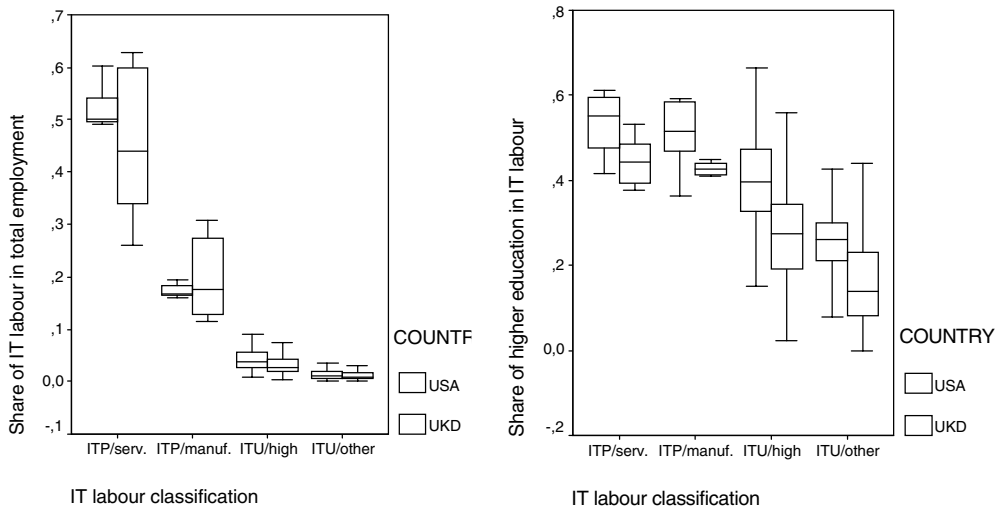 Share of IT labour in total employment
,7
,6
,5
,4
,3
,2
,1
0,0
-,1
ITP/serv. ITP/manuf. ITU/high ITU/other
IT labour classification
COUNTF
USA
UKD
Share of higher education in IT labour
,8
,6
,4
,2
0,0
-,2
ITP/serv. ITP/manuf. ITU/high ITU/other
IT labour classification
COUNTRY
USA
UKD